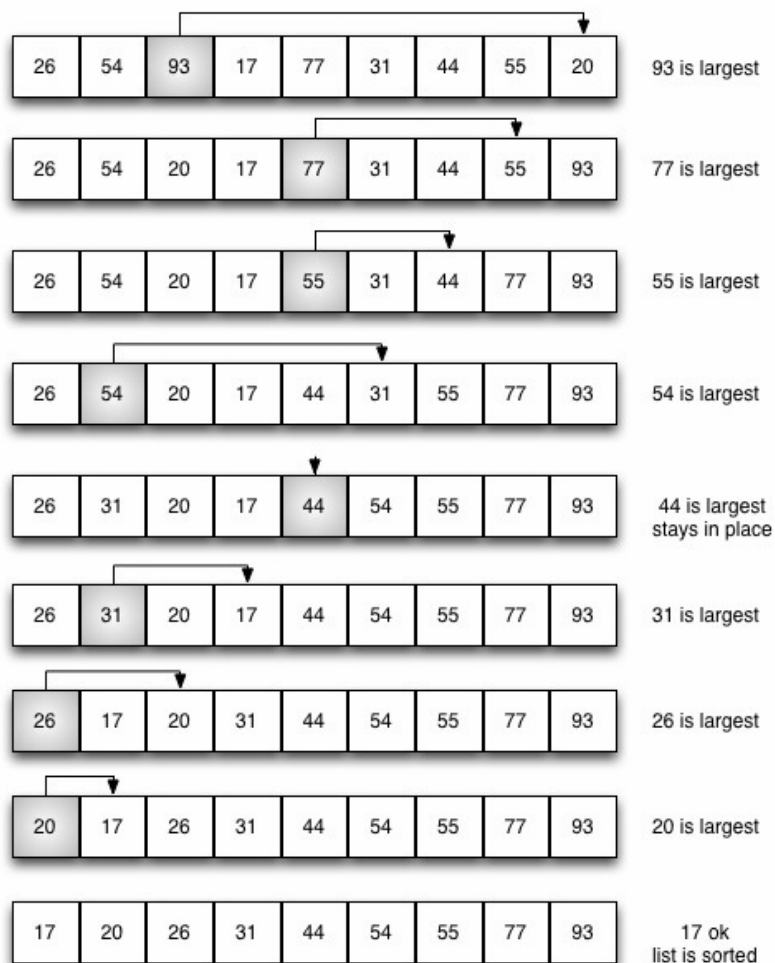 26 54 93 17 77 31 44 55 20 93 is largest
26 54 20 17 77 31 44 55 93 77 is largest
26 54 20 17 55 31 44 77 93 55 is largest
26 54 20 17 44 31 55 77 93 54 is largest
26 31 20 17 44 54 55 77 93 44 is largest
stays in place
26 31 20 17 44 54 55 77 93 31 is largest
26 17 20 31 44 54 55 77 93 26 is largest
20 17 26 31 44 54 55 77 93 20 is largest
17 20 26 31 44 54 55 77 93 17 ok
list is sorted